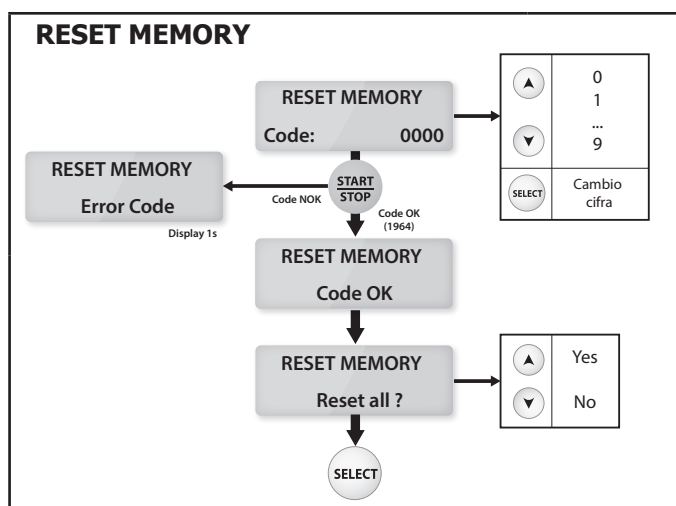 RESET MEMORY
RESET MEMORY
Code: 0000
0
1
...
9
SELECT
Cambio
cifra
START
STOP
Code NOK
RESET MEMORY
Error Code
Display 1s
Code OK
(1964)
RESET MEMORY
Code OK
RESET MEMORY
Reset all ?
Yes
No
SELECT